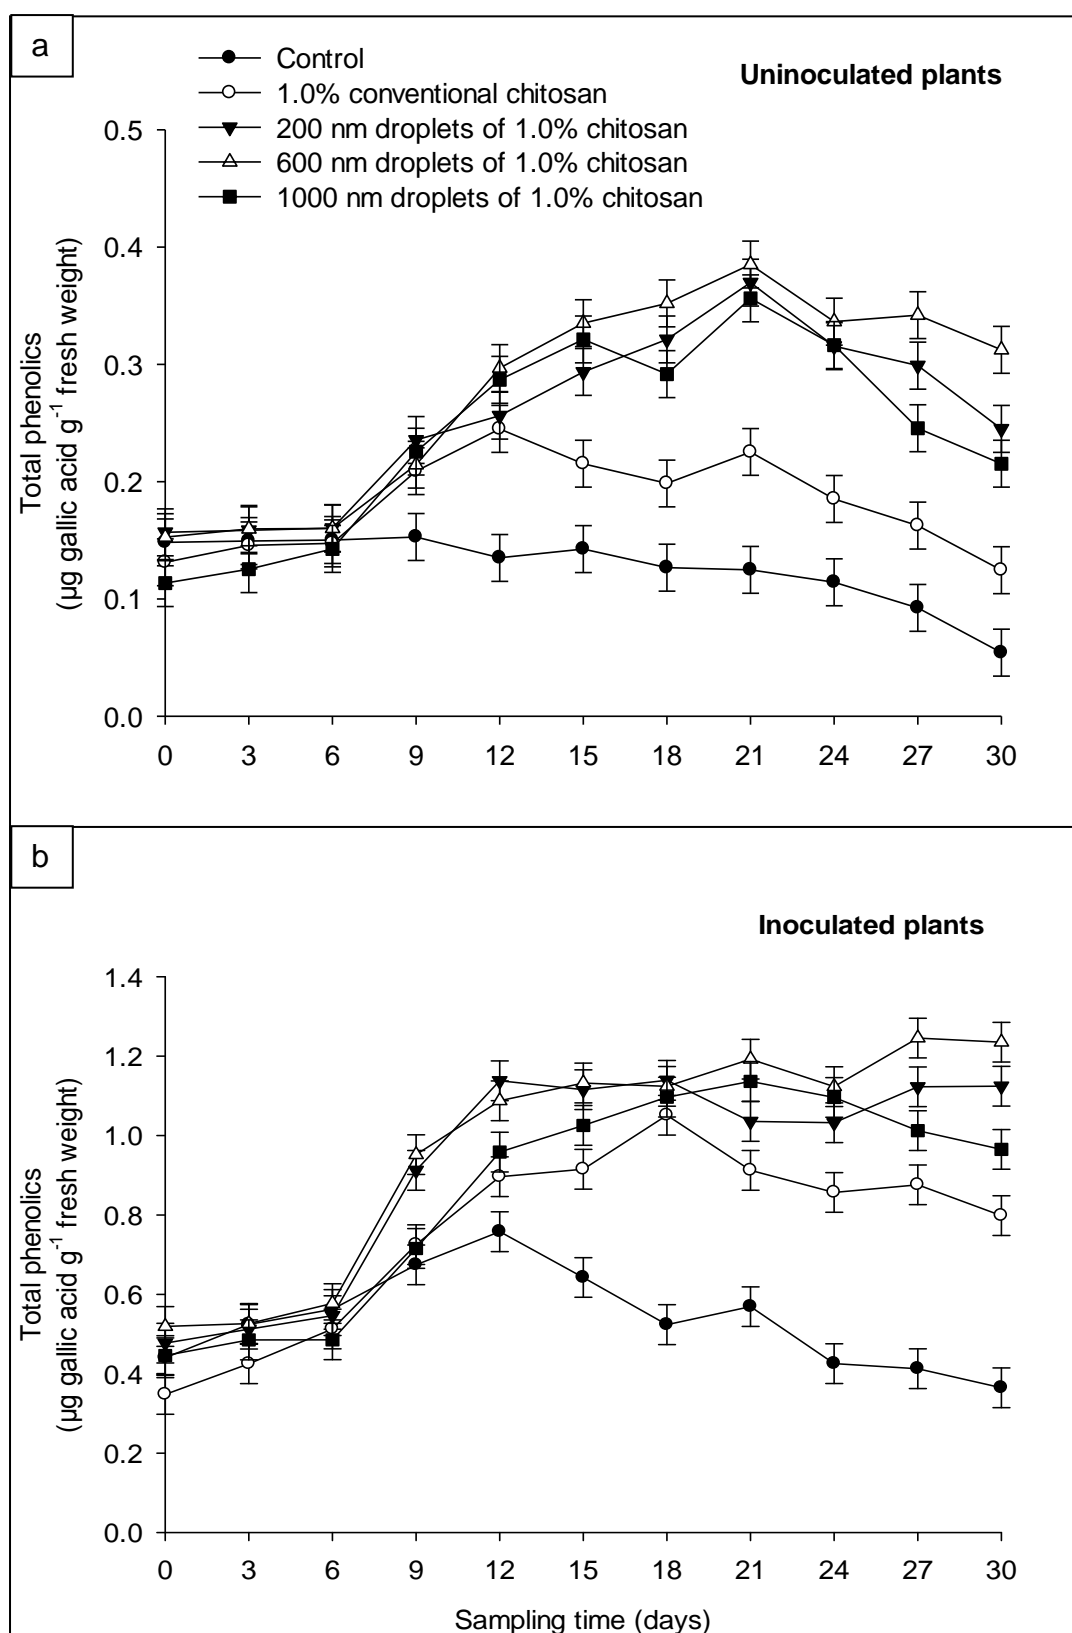 a
Control
1.0% conventional chitosan
200 nm droplets of 1.0% chitosan
600 nm droplets of 1.0% chitosan
1000 nm droplets of 1.0% chitosan
Uninoculated plants
Total phenolics
(µg gallic acid g⁻¹ fresh weight)
0.5
0.4
0.3
0.2
0.1
0.0
0 3 6 9 12 15 18 21 24 27 30
b
Inoculated plants
Total phenolics
(µg gallic acid g⁻¹ fresh weight)
1.4
1.2
1.0
0.8
0.6
0.4
0.2
0.0
0 3 6 9 12 15 18 21 24 27 30
Sampling time (days)